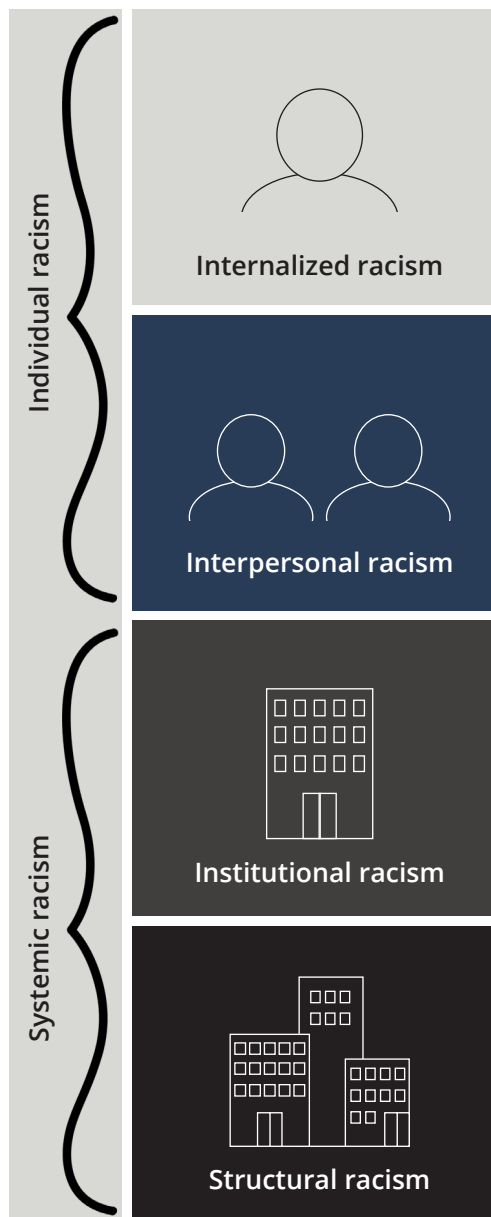 Individual racism
Internalized racism
Interpersonal racism
Systemic racism
Institutional racism
Structural racism